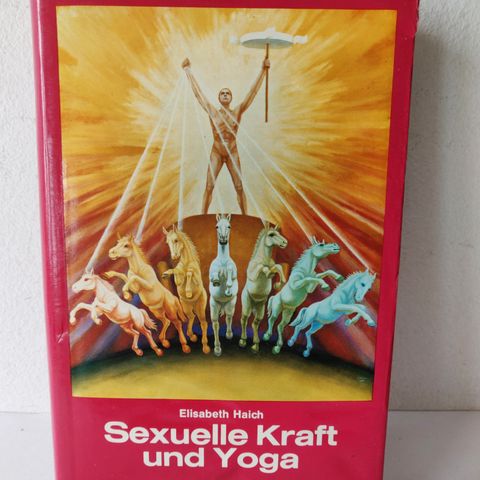 Elisabeth Haich
Sexuelle Kraft
und Yoga